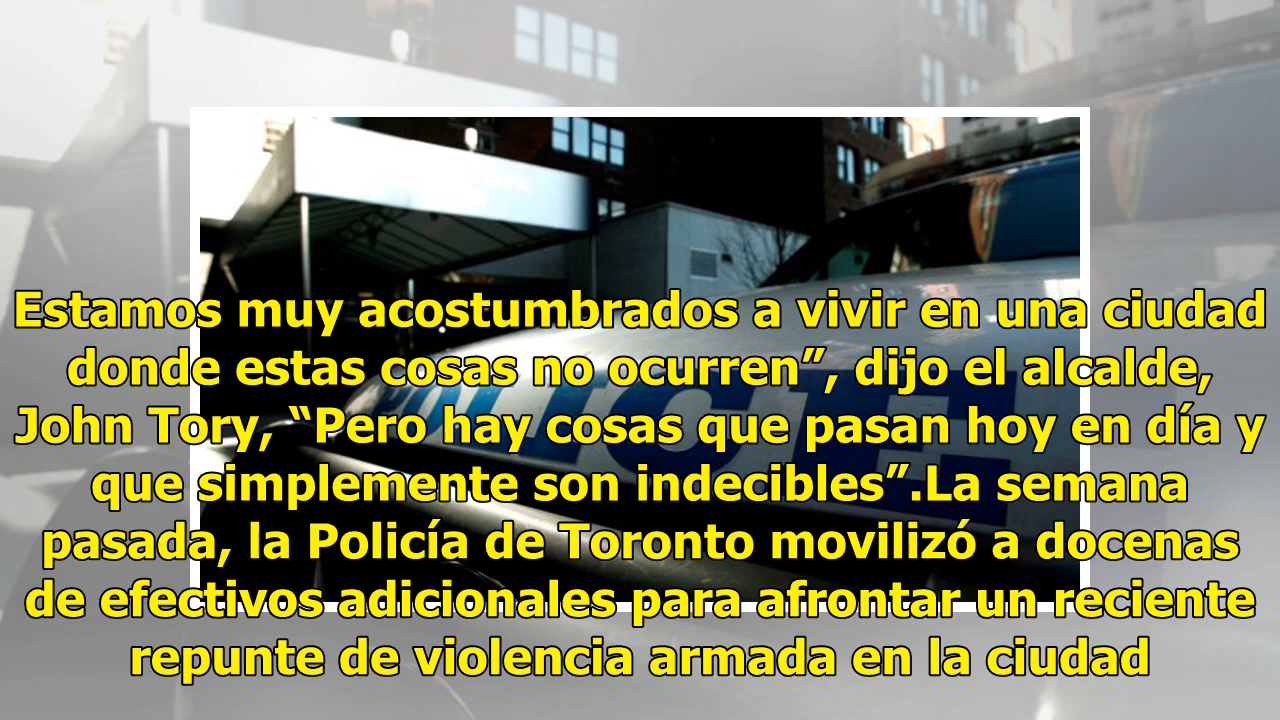 Estamos muy acostumbrados a vivir en una ciudad
donde estas cosas no ocurren”, dijo el alcalde,
John Tory, “Pero hay cosas que pasan hoy en día y
que simplemente son indecibles”.La semana
pasada, la Policía de Toronto movilizó a docenas
de efectivos adicionales para afrontar un reciente
repunte de violencia armada en la ciudad
POLICE